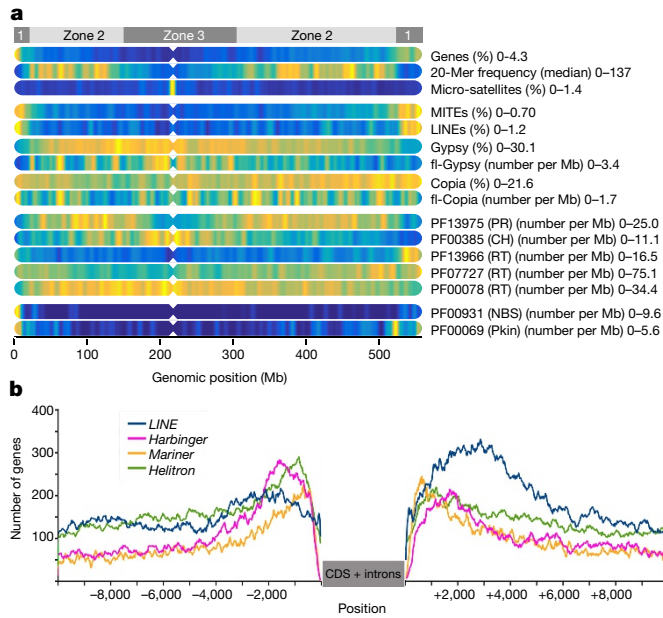 a
1 Zone 2 Zone 3 Zone 2 1
Genes (%) 0-4.3
20-Mer frequency (median) 0–137
Micro-satellites (%) 0–1.4
MITEs (%) 0–0.70
LINEs (%) 0–1.2
Gypsy (%) 0–30.1
fl-Gypsy (number per Mb) 0–3.4
Copia (%) 0–21.6
fl-Copia (number per Mb) 0–1.7
PF13975 (PR) (number per Mb) 0–25.0
PF00385 (CH) (number per Mb) 0–11.1
PF13966 (RT) (number per Mb) 0–16.5
PF07727 (RT) (number per Mb) 0–75.1
PF00078 (RT) (number per Mb) 0–34.4
PF00931 (NBS) (number per Mb) 0–9.6
PF00069 (Pkin) (number per Mb) 0–5.6
0 100 200 300 400 500
Genomic position (Mb)
b
400
300
200
100
Number of genes
LINE
Harbinger
Mariner
Helitron
CDS + introns
−8,000 −6,000 −4,000 −2,000 +2,000 +4,000 +6,000 +8,000
Position